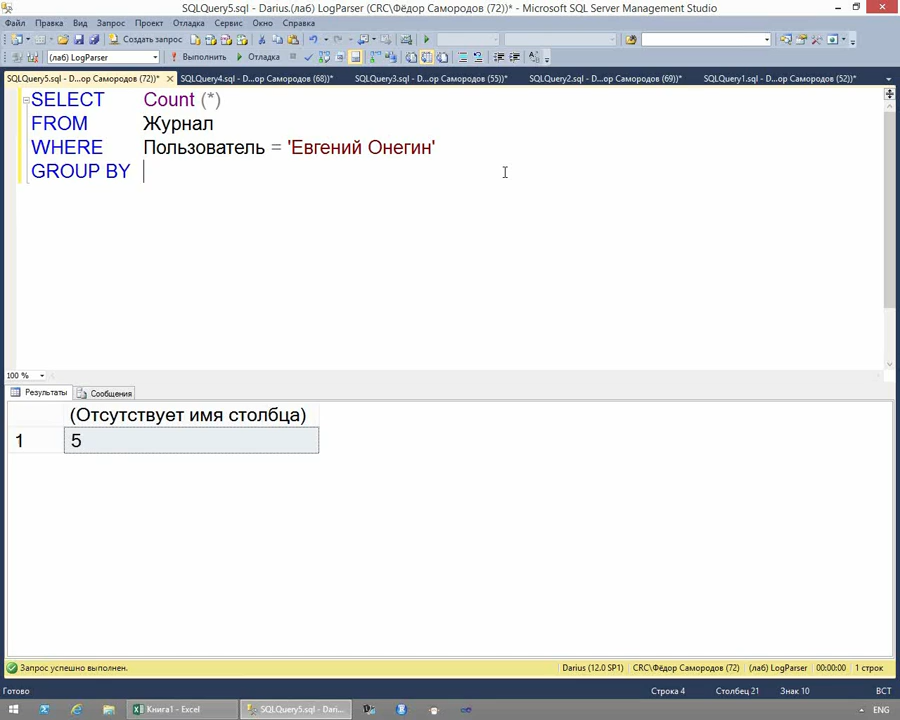 SQLQuery5.sql - Darius.(лаб) LogParser (CRC\Фёдор Самородов (72))* - Microsoft SQL Server Management Studio
Файл Правка Вид Запрос Проект Отладка Сервис Окно Справка
Создать запрос
(лаб) LogParser Выполнить Отладка
SQLQuery5.sql - D...ор Самородов (72))* SQLQuery4.sql - D...ор Самородов (68))* SQLQuery3.sql - D...ор Самородов (55))* SQLQuery2.sql - D...ор Самородов (69))* SQLQuery1.sql - D...ор Самородов (52))*
SELECT Count (*)
FROM Журнал
WHERE Пользователь = 'Евгений Онегин'
GROUP BY
100 %
Результаты Сообщения
(Отсутствует имя столбца)
1 5
Запрос успешно выполнен. Darius (12.0 SP1) CRC\Фёдор Самородов (72) (лаб) LogParser 00:00:00 1 строк
Готово Строка 4 Столбец 21 Знак 10 ВСТ
Книга1 - Excel SQLQuery5.sql - Dari... ENG